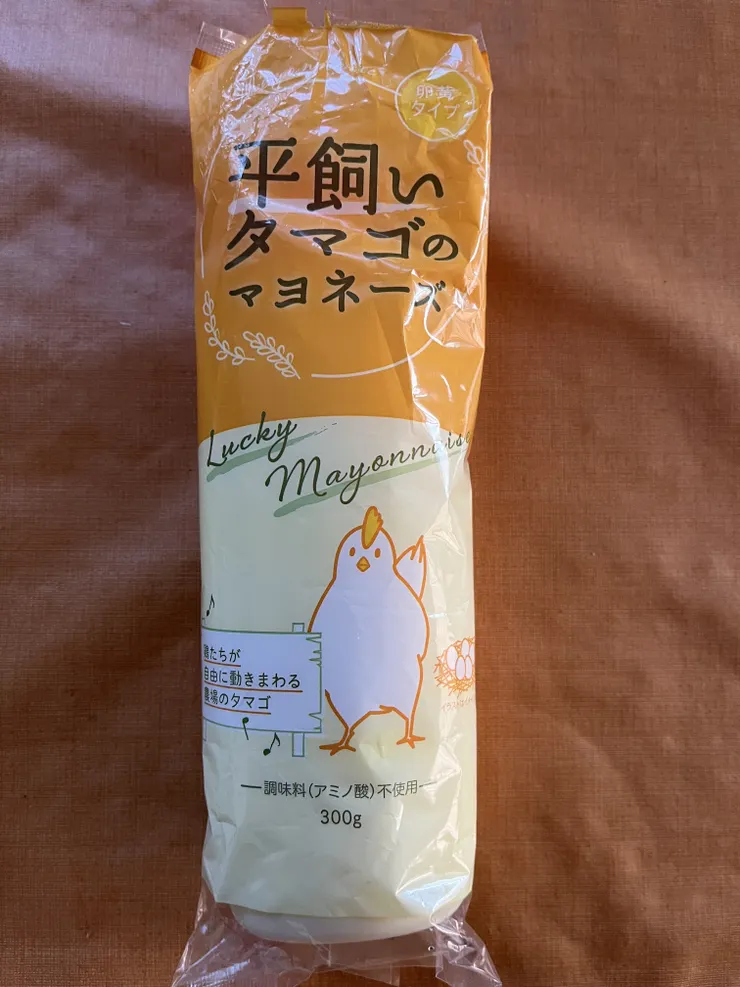 卵黄
タイプ
平飼い
タマゴの
マヨネーズ
Lucky
Mayonnaise
鶏たちが
自由に動きまわる
農場のタマゴ
調味料(アミノ酸)不使用
300g